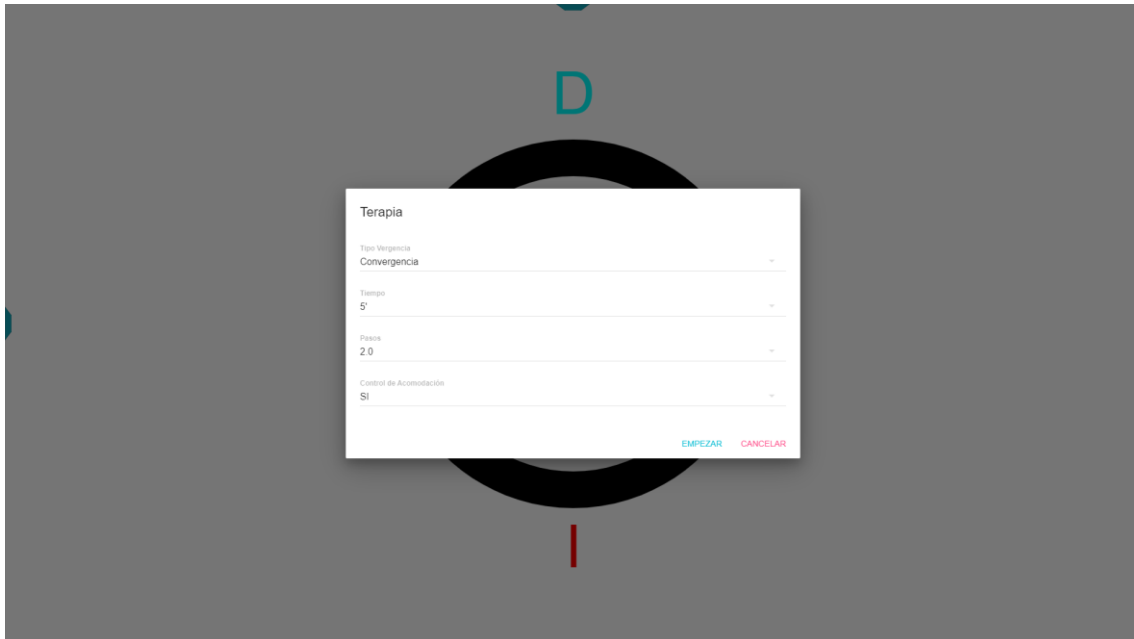 D
Terapia
Tipo Vergencia
Convergencia
Tiempo
5'
Pasos
2.0
Control de Acomodación
SI
EMPEZAR CANCELAR
I